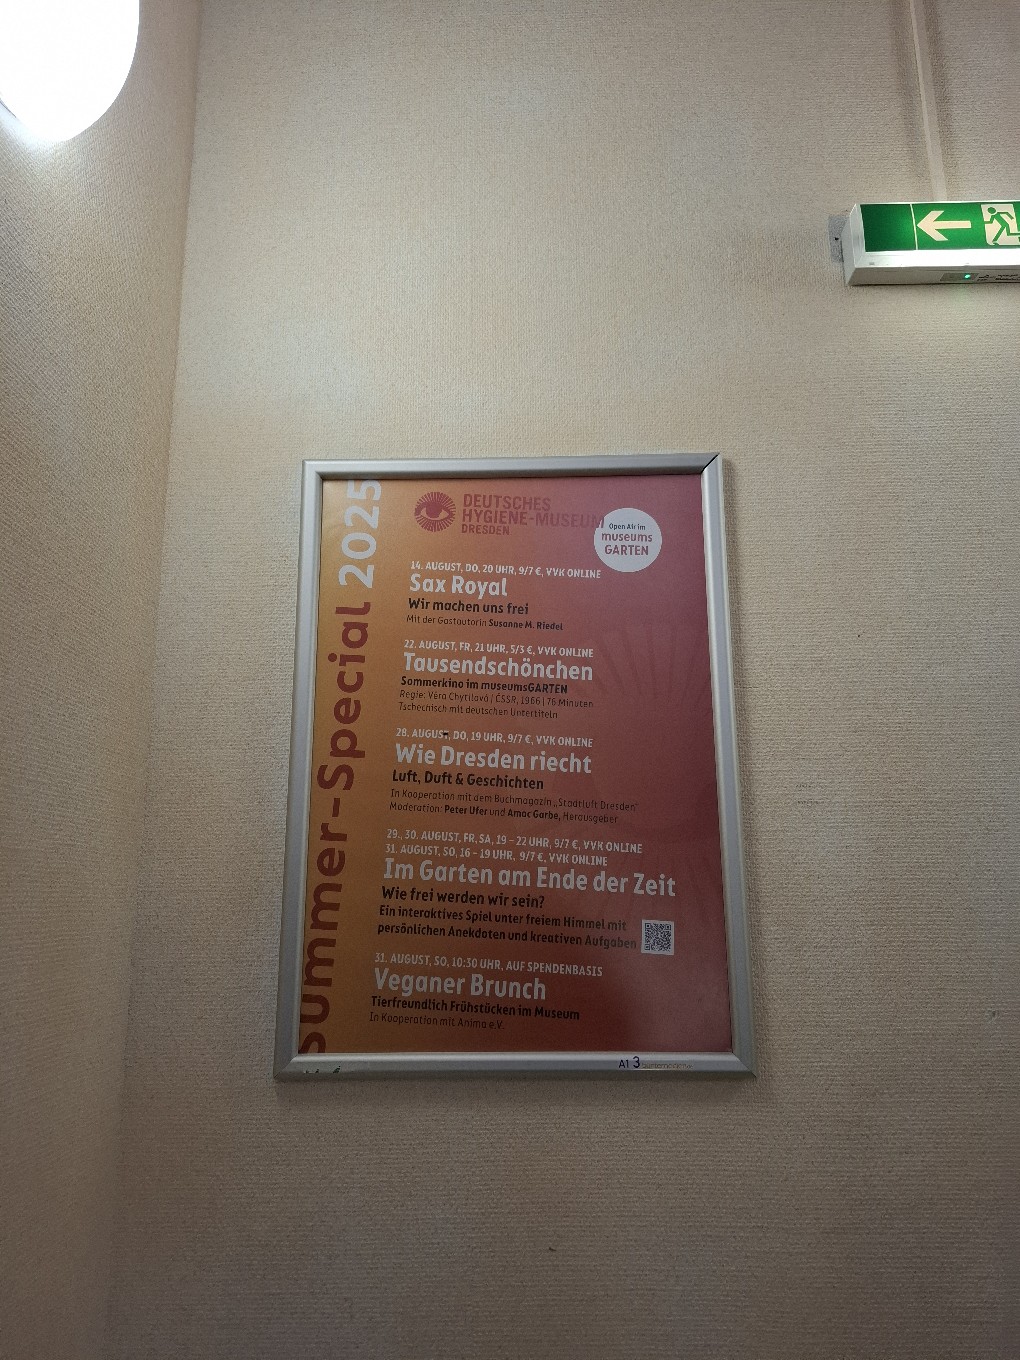 Summer-Special 2025
DEUTSCHES
HYGIENE-MUSEUM
DRESDEN
Open Air im
museums
GARTEN
14. AUGUST, DO, 20 UHR, 9/7 €, VVK ONLINE
Sax Royal
Wir machen uns frei
Mit der Gastautorin Susanne M. Riedel
22. AUGUST, FR, 21 UHR, 5/3 €, VVK ONLINE
Tausendschönchen
Sommerkino im museumsGARTEN
Regie: Věra Chytilová | ČSSR, 1966 | 76 Minuten
Tschechisch mit deutschen Untertiteln
28. AUGUST, DO, 19 UHR, 9/7 €, VVK ONLINE
Wie Dresden riecht
Luft, Duft & Geschichten
In Kooperation mit dem Buchmagazin „Stadtluft Dresden“
Moderation: Peter Ufer und Amac Garbe, Herausgeber
29., 30. AUGUST, FR, SA, 19 – 22 UHR, 9/7 €, VVK ONLINE
31. AUGUST, SO, 16 - 19 UHR, 9/7 €, VVK ONLINE
Im Garten am Ende der Zeit
Wie frei werden wir sein?
Ein interaktives Spiel unter freiem Himmel mit
persönlichen Anekdoten und kreativen Aufgaben
31. AUGUST, SO, 10:30 UHR, AUF SPENDENBASIS
Veganer Brunch
Tierfreundlich Frühstücken im Museum
In Kooperation mit Anima e.V.
A1 3